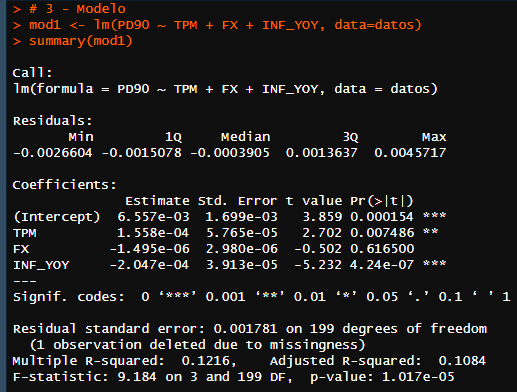 > # 3 - Modelo
> mod1 <- lm(PD90 ~ TPM + FX + INF_YOY, data=datos)
> summary(mod1)
Call:
lm(formula = PD90 ~ TPM + FX + INF_YOY, data = datos)
Residuals:
Min 1Q Median 3Q Max
-0.0026604 -0.0015078 -0.0003905 0.0013637 0.0045717
Coefficients:
Estimate Std. Error t value Pr(>|t|)
(Intercept) 6.557e-03 1.699e-03 3.859 0.000154 ***
TPM 1.558e-04 5.765e-05 2.702 0.007486 **
FX -1.495e-06 2.980e-06 -0.502 0.616500
INF_YOY -2.047e-04 3.913e-05 -5.232 4.24e-07 ***
---
Signif. codes: 0 ‘***’ 0.001 ‘**’ 0.01 ‘*’ 0.05 ‘.’ 0.1 ‘ ’ 1
Residual standard error: 0.001781 on 199 degrees of freedom
(1 observation deleted due to missingness)
Multiple R-squared: 0.1216, Adjusted R-squared: 0.1084
F-statistic: 9.184 on 3 and 199 DF, p-value: 1.017e-05